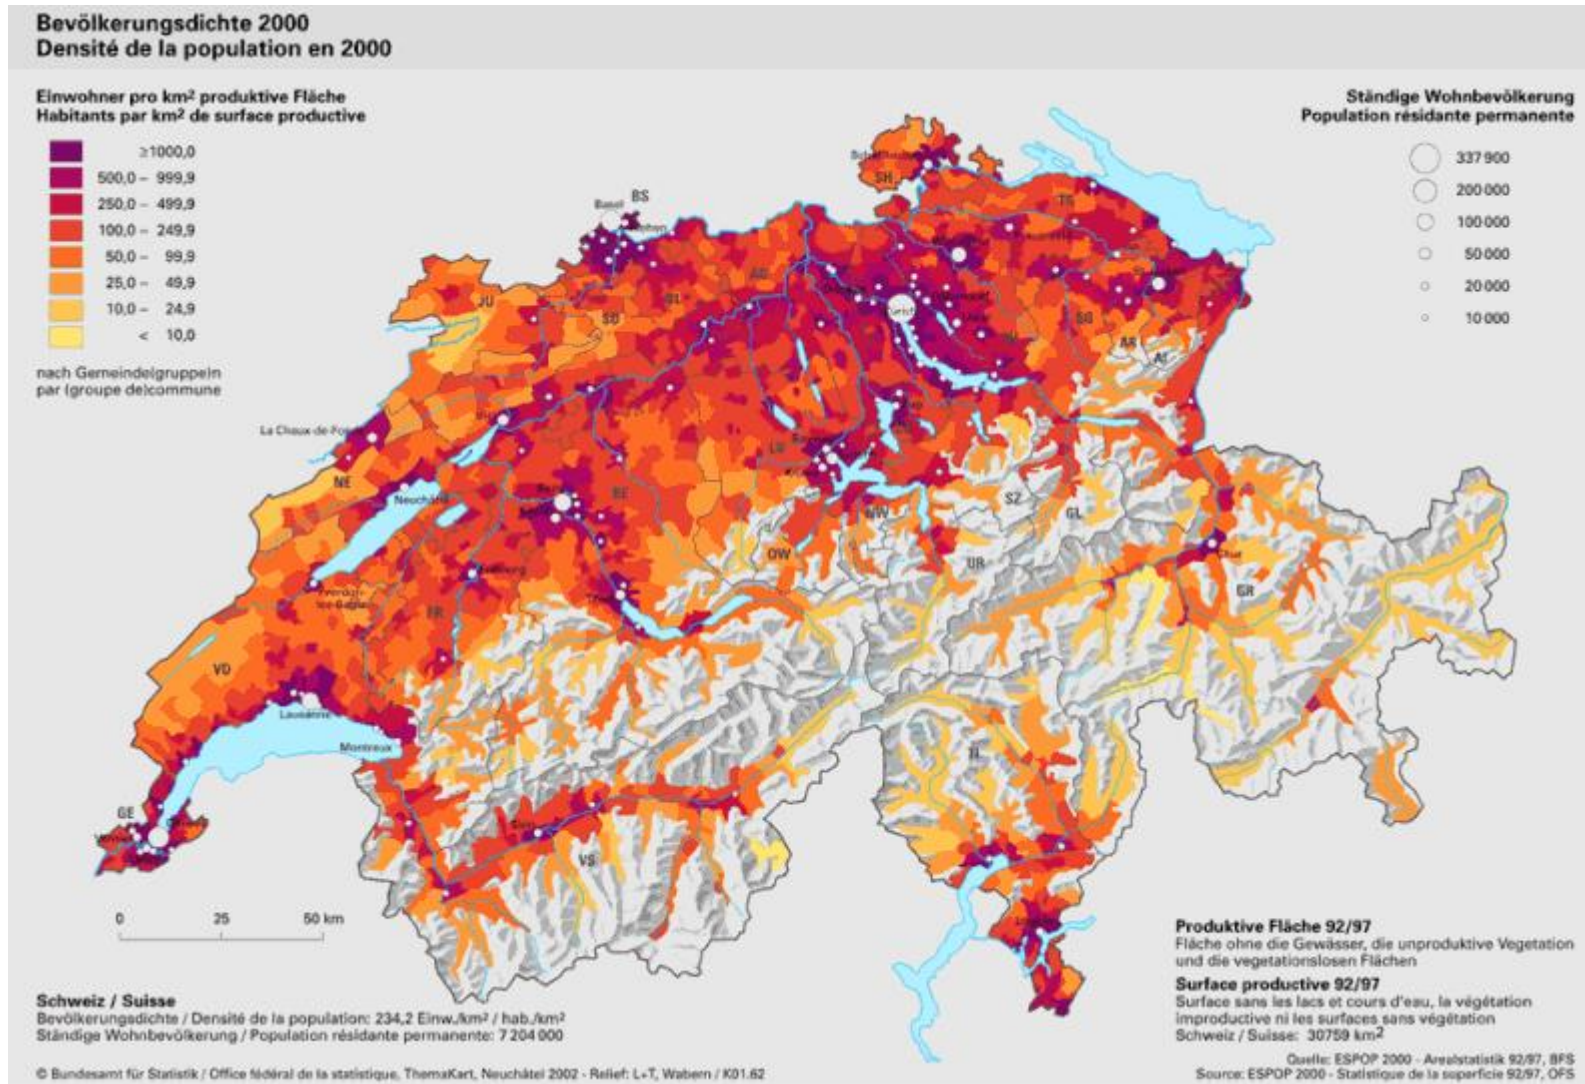 Bevölkerungsdichte 2000
Densité de la population en 2000
Einwohner pro km² produktive Fläche
Habitants par km² de surface productive
≥1000,0
500,0 – 999,9
250,0 – 499,9
100,0 – 249,9
50,0 – 99,9
25,0 – 49,9
10,0 – 24,9
< 10,0
nach Gemeinde(gruppe)n
par (groupe de)commune
Ständige Wohnbevölkerung
Population résidante permanente
337 900
200 000
100 000
50 000
20 000
10 000
Schaffhausen
SH
BS
Basel
TG
JU
BL
AG
SO
Zürich
SG
AR
AI
La Chaux-de-Fonds
NE
Neuchâtel
BE
LU
SZ
GL
NW
OW
UR
Chur
GR
Fribourg
Yverdon-les-Bains
FR
Thun
VD
Lausanne
Montreux
TI
GE
Sion
VS
0 25 50 km
Produktive Fläche 92/97
Fläche ohne die Gewässer, die unproduktive Vegetation
und die vegetationslosen Flächen
Surface productive 92/97
Surface sans les lacs et cours d'eau, la végétation
improductive ni les surfaces sans végétation
Schweiz / Suisse: 30759 km²
Schweiz / Suisse
Bevölkerungsdichte / Densité de la population: 234,2 Einw./km² / hab./km²
Ständige Wohnbevölkerung / Population résidante permanente: 7 204 000
© Bundesamt für Statistik / Office fédéral de la statistique, ThemaKart, Neuchâtel 2002 - Relief: L+T, Wabern / K01.62
Quelle: ESPOP 2000 - Arealstatistik 92/97, BFS
Source: ESPOP 2000 - Statistique de la superficie 92/97, OFS